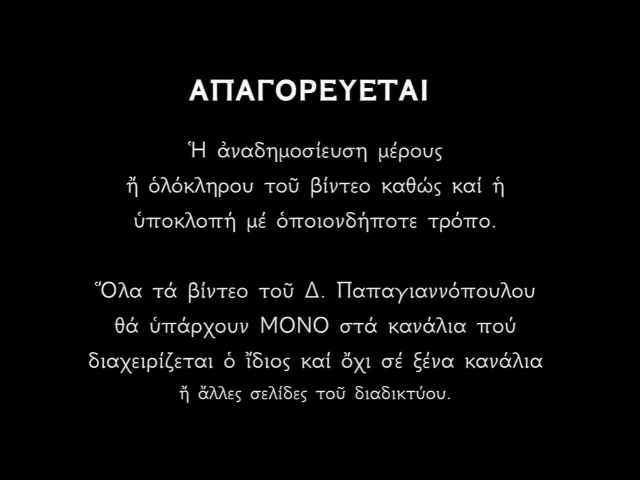 ΑΠΑΓΟΡΕΥΕΤΑΙ
Ἡ ἀναδημοσίευση μέρους
ἤ ὁλόκληρου τοῦ βίντεο καθώς καί ἡ
ὑποκλοπή μέ ὁποιονδήποτε τρόπο.
Ὅλα τά βίντεο τοῦ Δ. Παπαγιαννόπουλου
θά ὑπάρχουν ΜΟΝΟ στά κανάλια πού
διαχειρίζεται ὁ ἴδιος καί ὄχι σέ ξένα κανάλια
ἤ ἄλλες σελίδες τοῦ διαδικτύου.